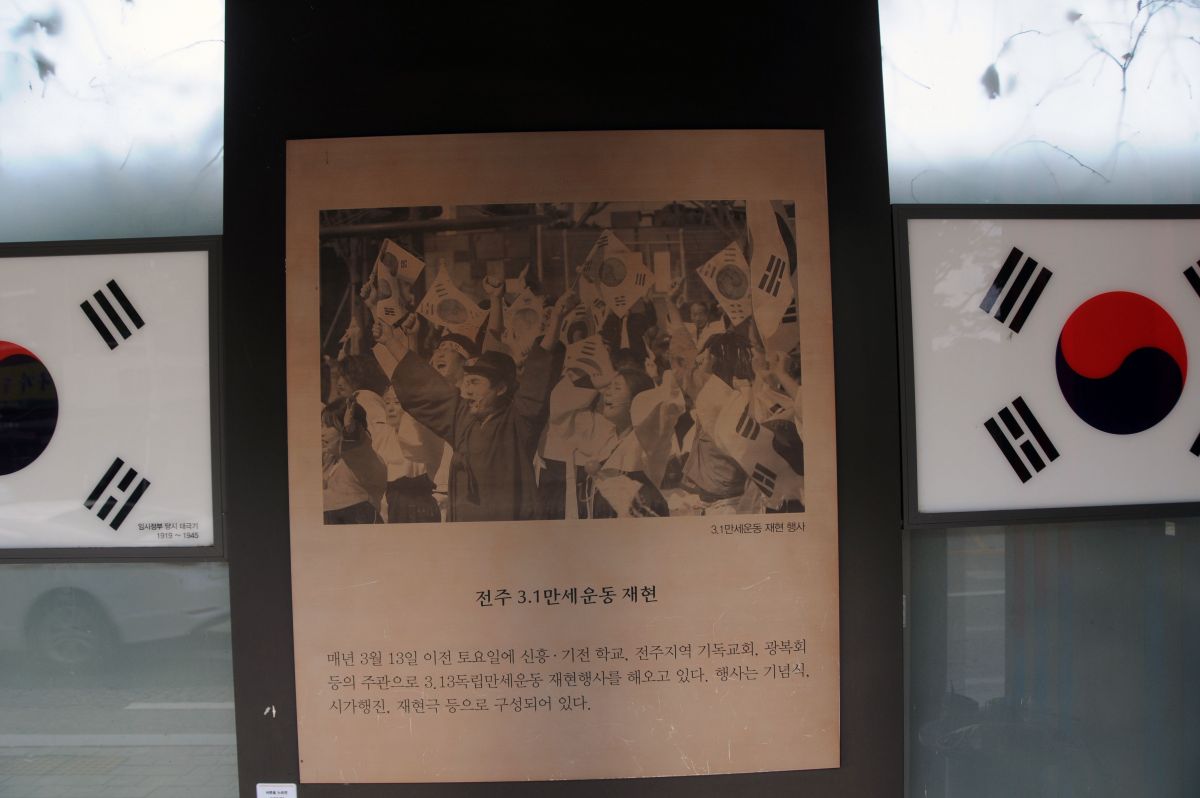 임시정부 당시 태극기
1919 ~ 1945
3.1만세운동 재현 행사
전주 3.1만세운동 재현
매년 3월 13일 이전 토요일에 신흥·기전 학교, 전주지역 기독교회, 광복회
등의 주관으로 3.13독립만세운동 재현행사를 해오고 있다. 행사는 기념식,
시가행진, 재현극 등으로 구성되어 있다.